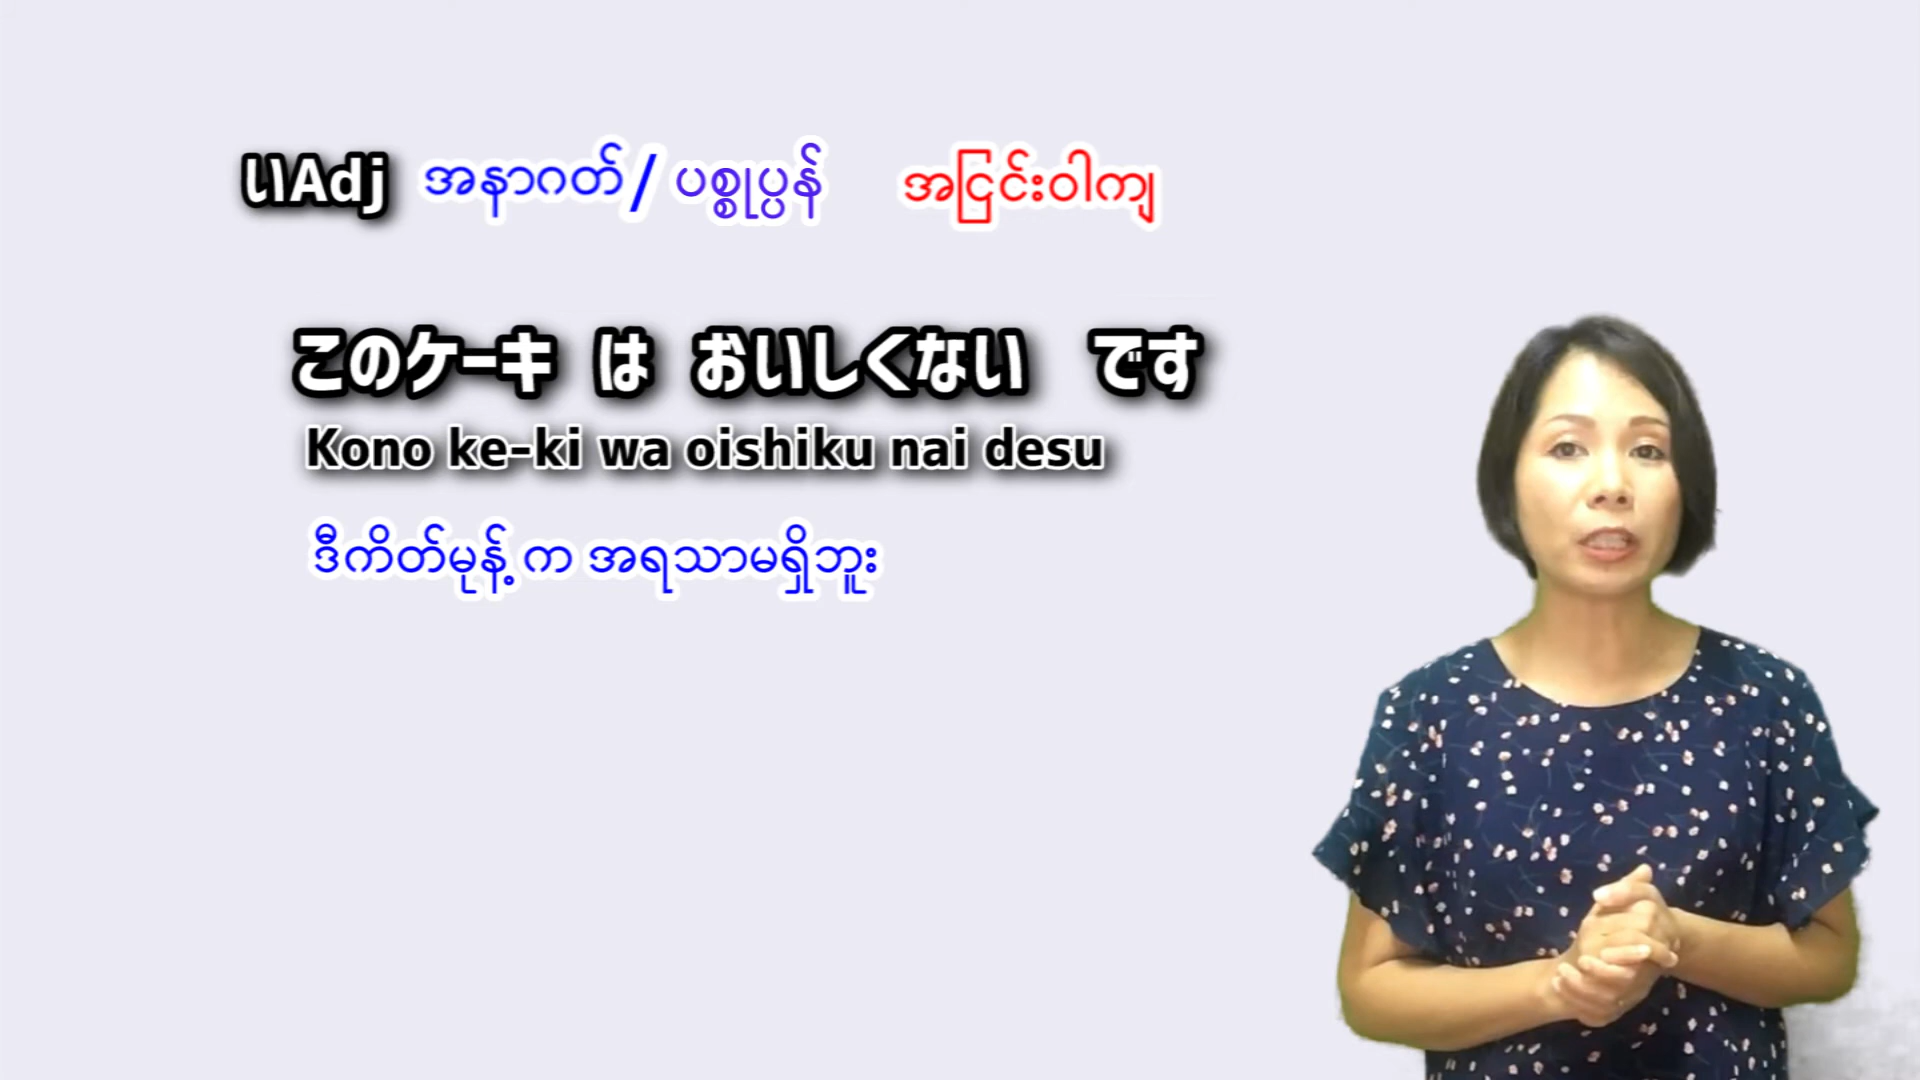 いAdj အနာဂတ် / ပစ္စုပ္ပန် အငြင်းဝါကျ
このケーキ は おいしくない です
Kono ke-ki wa oishiku nai desu
ဒီကိတ်မုန့် က အရသာမရှိဘူး